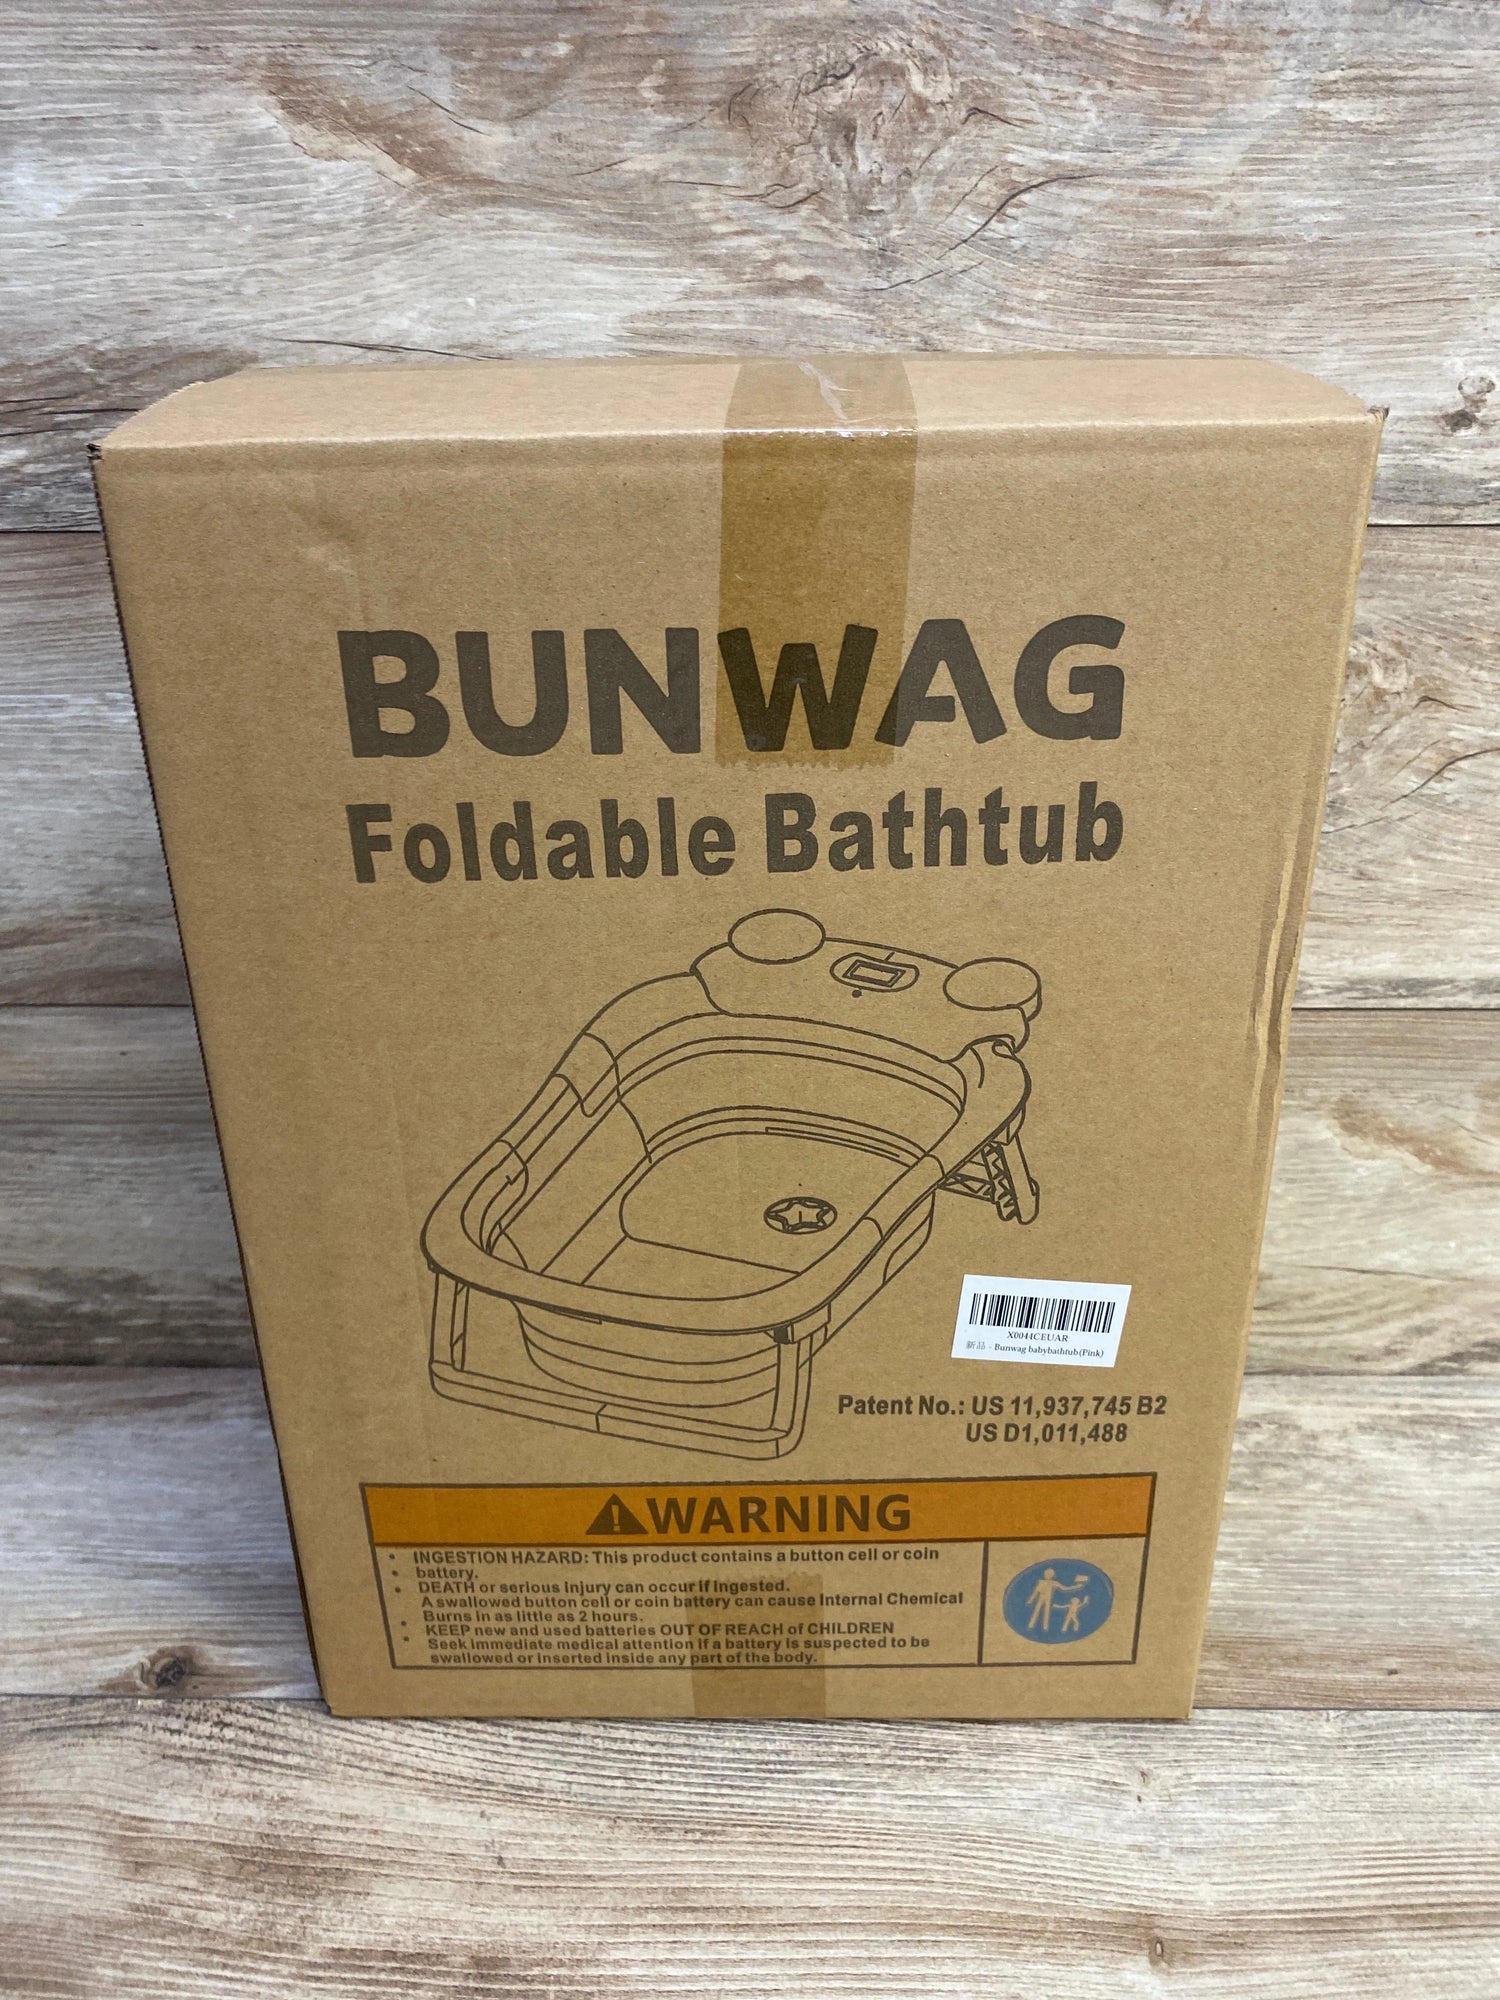 BUNWAG
Foldable Bathtub
X0044CEUAR
新品 - Bunwag babybathtub(Pink)
Patent No.: US 11,937,745 B2
US D1,011,488
WARNING
• INGESTION HAZARD: This product contains a button cell or coin
• battery.
• DEATH or serious injury can occur if ingested.
A swallowed button cell or coin battery can cause Internal Chemical
Burns in as little as 2 hours.
• KEEP new and used batteries OUT OF REACH of CHILDREN
• Seek immediate medical attention if a battery is suspected to be
swallowed or inserted inside any part of the body.